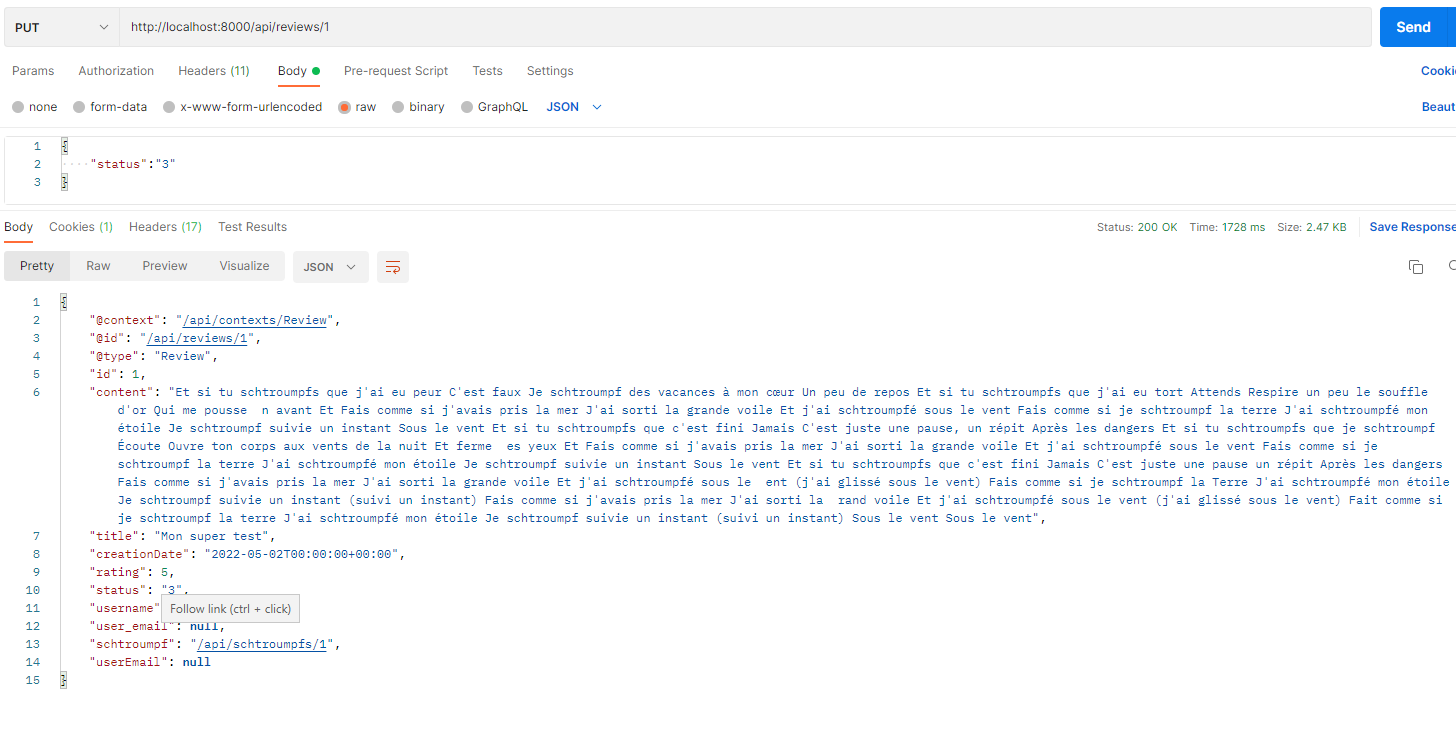 PUT http://localhost:8000/api/reviews/1 Send
Params Authorization Headers (11) Body Pre-request Script Tests Settings Cooki
none form-data x-www-form-urlencoded raw binary GraphQL JSON Beaut
1 {
2 ····"status":"3"
3 }
Body Cookies (1) Headers (17) Test Results Status: 200 OK Time: 1728 ms Size: 2.47 KB Save Response
Pretty Raw Preview Visualize JSON
1 {
2 "@context": "/api/contexts/Review",
3 "@id": "/api/reviews/1",
4 "@type": "Review",
5 "id": 1,
6 "content": "Et si tu schtroumpfs que j'ai eu peur C'est faux Je schtroumpf des vacances à mon cœur Un peu de repos Et si tu schtroumpfs que j'ai eu tort Attends Respire un peu le souffle
d'or Qui me pousse  n avant Et Fais comme si j'avais pris la mer J'ai sorti la grande voile Et j'ai schtroumpfé sous le vent Fais comme si je schtroumpf la terre J'ai schtroumpfé mon
étoile Je schtroumpf suivie un instant Sous le vent Et si tu schtroumpfs que c'est fini Jamais C'est juste une pause, un répit Après les dangers Et si tu schtroumpfs que je schtroumpf
Écoute Ouvre ton corps aux vents de la nuit Et ferme  es yeux Et Fais comme si j'avais pris la mer J'ai sorti la grande voile Et j'ai schtroumpfé sous le vent Fais comme si je
schtroumpf la terre J'ai schtroumpfé mon étoile Je schtroumpf suivie un instant Sous le vent Et si tu schtroumpfs que c'est fini Jamais C'est juste une pause un répit Après les dangers
Fais comme si j'avais pris la mer J'ai sorti la grande voile Et j'ai schtroumpfé sous le  ent (j'ai glissé sous le vent) Fais comme si je schtroumpf la Terre J'ai schtroumpfé mon étoile
Je schtroumpf suivie un instant (suivi un instant) Fais comme si j'avais pris la mer J'ai sorti la  rand voile Et j'ai schtroumpfé sous le vent (j'ai glissé sous le vent) Fait comme si
je schtroumpf la terre J'ai schtroumpfé mon étoile Je schtroumpf suivie un instant (suivi un instant) Sous le vent Sous le vent",
7 "title": "Mon super test",
8 "creationDate": "2022-05-02T00:00:00+00:00",
9 "rating": 5,
10 "status": "3",
11 "username" Follow link (ctrl + click)
12 "user_email": null,
13 "schtroumpf": "/api/schtroumpfs/1",
14 "userEmail": null
15 }